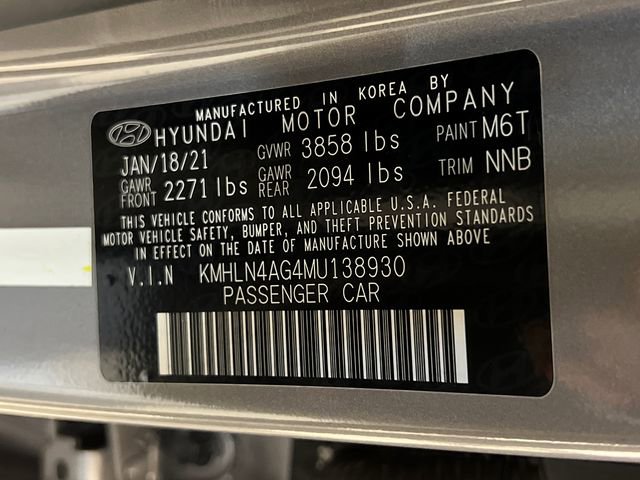 MANUFACTURED IN KOREA BY
HYUNDAI MOTOR COMPANY
JAN/18/21 GVWR 3858 lbs PAINT M6T
GAWR FRONT 2271 lbs GAWR REAR 2094 lbs TRIM NNB
THIS VEHICLE CONFORMS TO ALL APPLICABLE U.S.A. FEDERAL
MOTOR VEHICLE SAFETY, BUMPER, AND THEFT PREVENTION STANDARDS
IN EFFECT ON THE DATE OF MANUFACTURE SHOWN ABOVE
V.I.N KMHLN4AG4MU138930
PASSENGER CAR